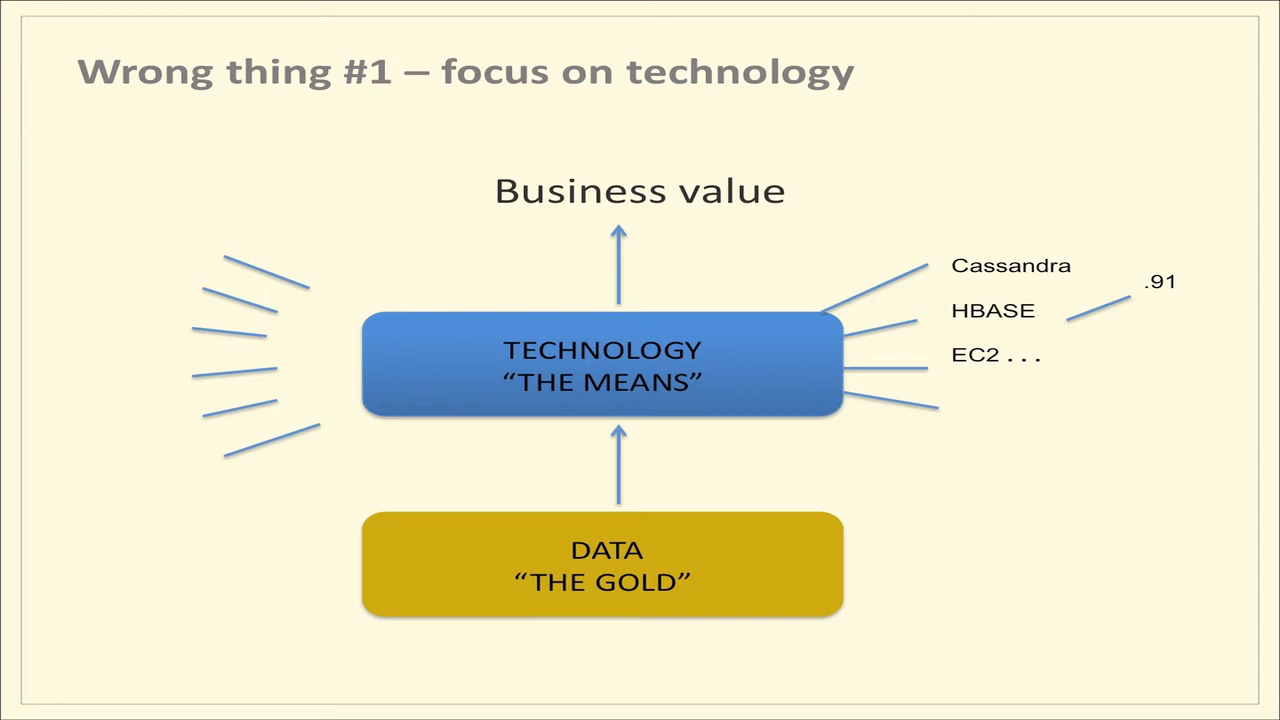 Wrong thing #1 – focus on technology
Business value
Cassandra
.91
HBASE
EC2 . . .
TECHNOLOGY
“THE MEANS”
DATA
“THE GOLD”